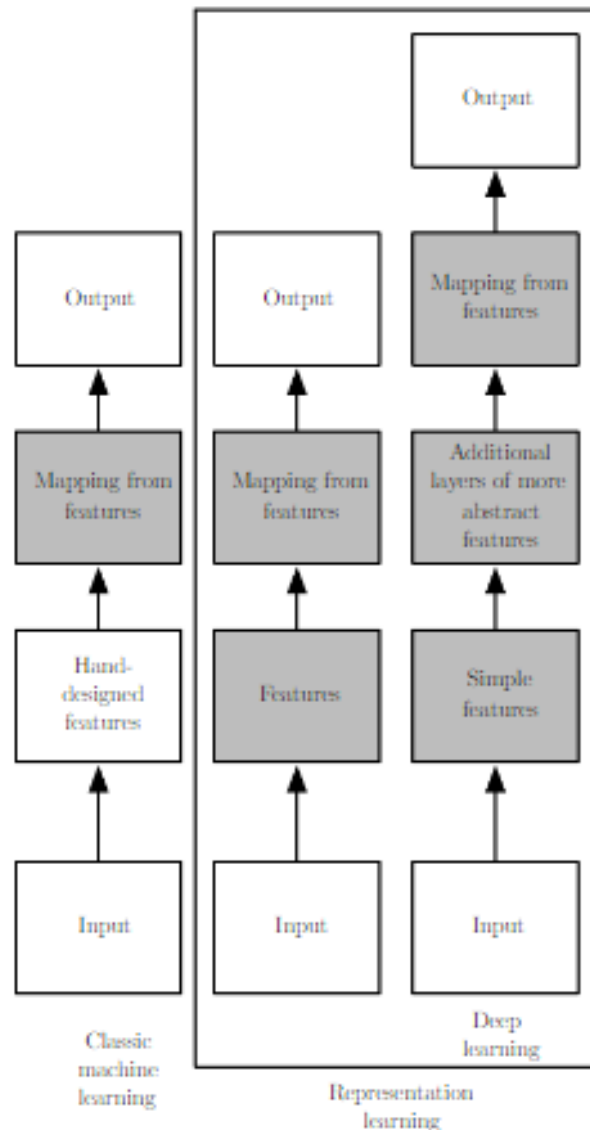 Output
Output
Output
Mapping from
features
Mapping from
features
Mapping from
features
Additional
layers of more
abstract
features
Hand-
designed
features
Features
Simple
features
Input
Input
Input
Classic
machine
learning
Deep
learning
Representation
learning